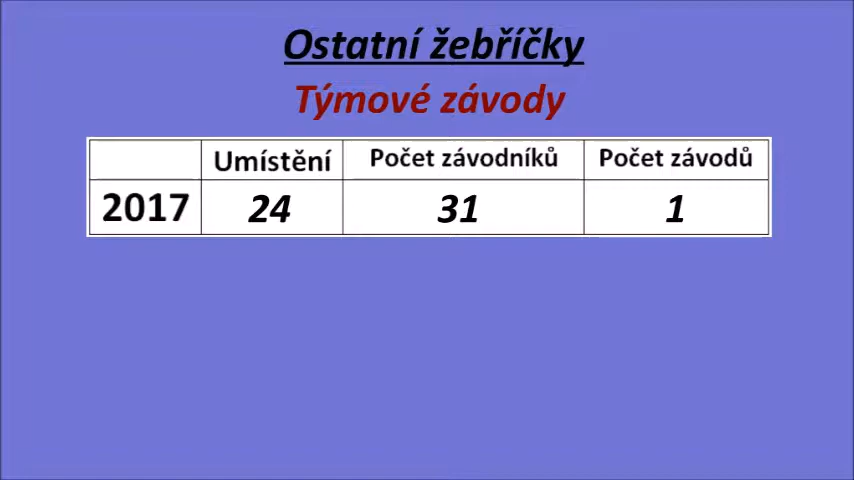 Ostatní žebříčky
Týmové závody
Umístění Počet závodníků Počet závodů
2017 24 31 1